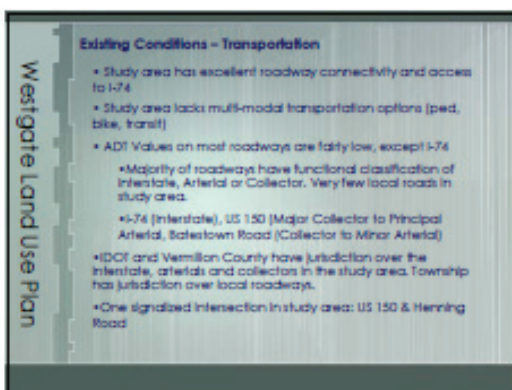 Westgate Land Use Plan
Existing Conditions – Transportation
• Study area has excellent roadway connectivity and access
to I-74
• Study area lacks multi-modal transportation options (ped,
bike, transit)
• ADT Values on most roadways are fairly low, except I-74
•Majority of roadways have functional classification of
Interstate, Arterial or Collector. Very few local roads in
study area.
•I-74 (Interstate), US 150 (Major Collector to Principal
Arterial, Batestown Road (Collector to Minor Arterial)
•IDOT and Vermilion County have jurisdiction over the
interstate, arterials and collectors in the study area. Township
has jurisdiction over local roadways.
•One signalized intersection in study area: US 150 & Henning
Road